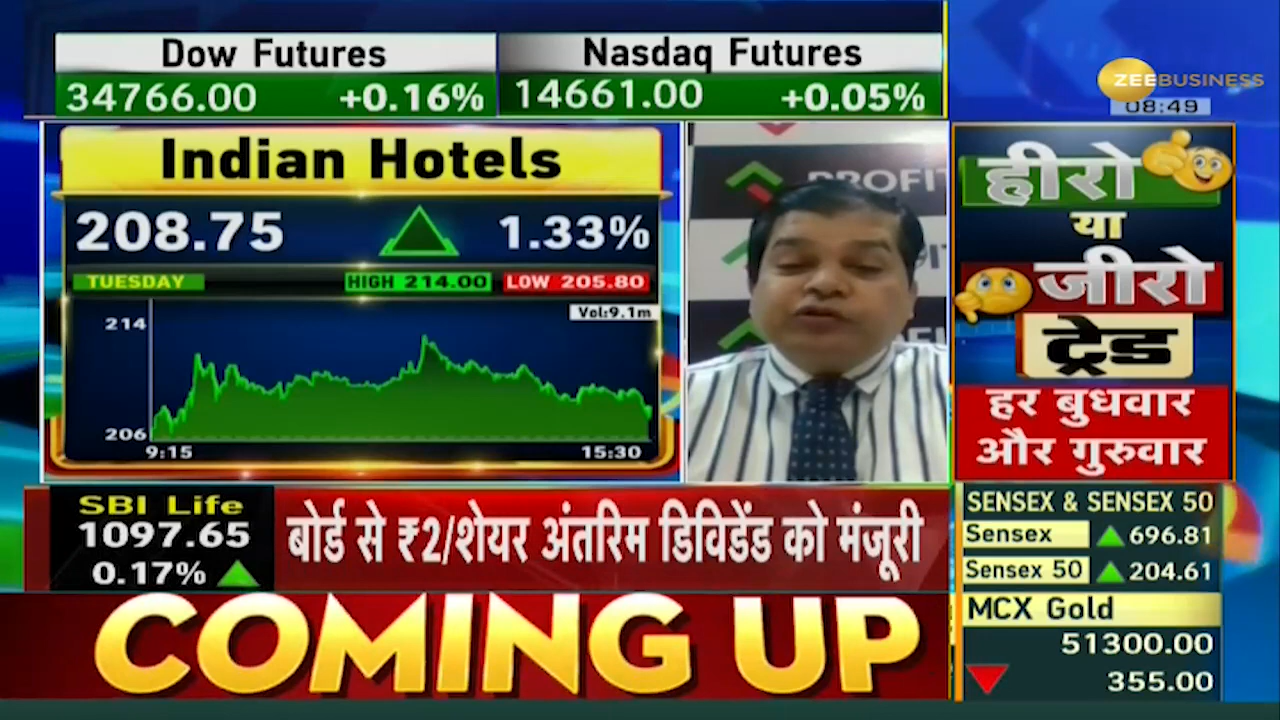 Dow Futures
34766.00 +0.16%
Nasdaq Futures
14661.00 +0.05%
ZEEBUSINESS
08:49
Indian Hotels
208.75 1.33%
TUESDAY HIGH 214.00 LOW 205.80
Vol:9.1m
214
206
9:15 15:30
PROFIT
हीरो
या
जीरो
ट्रेड
हर बुधवार
और गुरुवार
SBI Life
1097.65
0.17%
बोर्ड से ₹2/शेयर अंतरिम डिविडेंड को मंजूरी
SENSEX & SENSEX 50
Sensex 696.81
Sensex 50 204.61
MCX Gold
51300.00
355.00
COMING UP